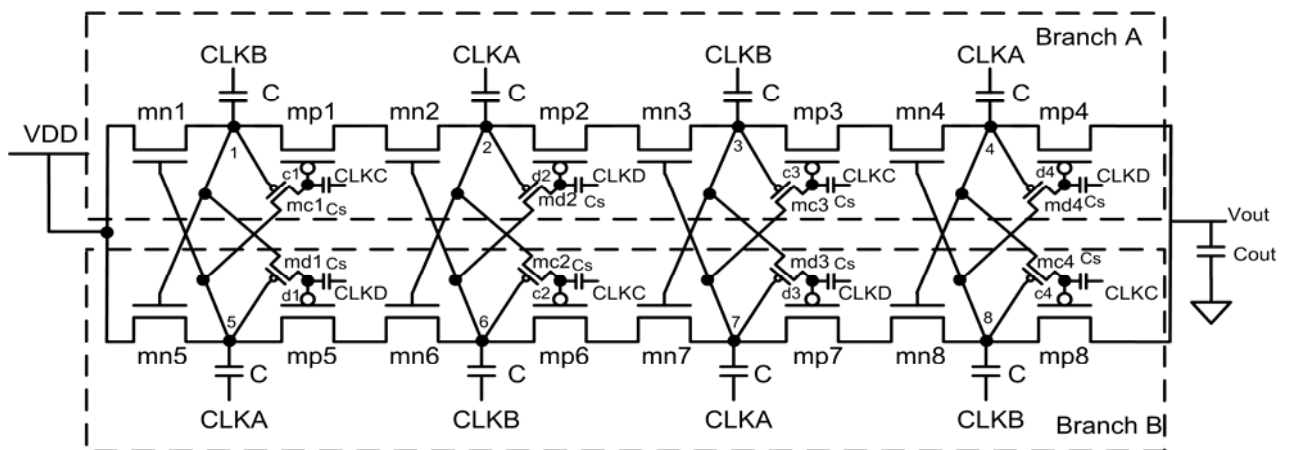 Branch A
CLKB CLKA CLKB CLKA
C C C C
mn1 mp1 mn2 mp2 mn3 mp3 mn4 mp4
VDD
1 2 3 4
c1 CLKC d2 CLKD c3 CLKC d4 CLKD
mc1 Cs md2 Cs mc3 Cs md4 Cs
Vout
Cout
md1 Cs mc2 Cs md3 Cs mc4 Cs
d1 CLKD c2 CLKC d3 CLKD c4 CLKC
5 6 7 8
mn5 mp5 mn6 mp6 mn7 mp7 mn8 mp8
C C C C
CLKA CLKB CLKA CLKB
Branch B